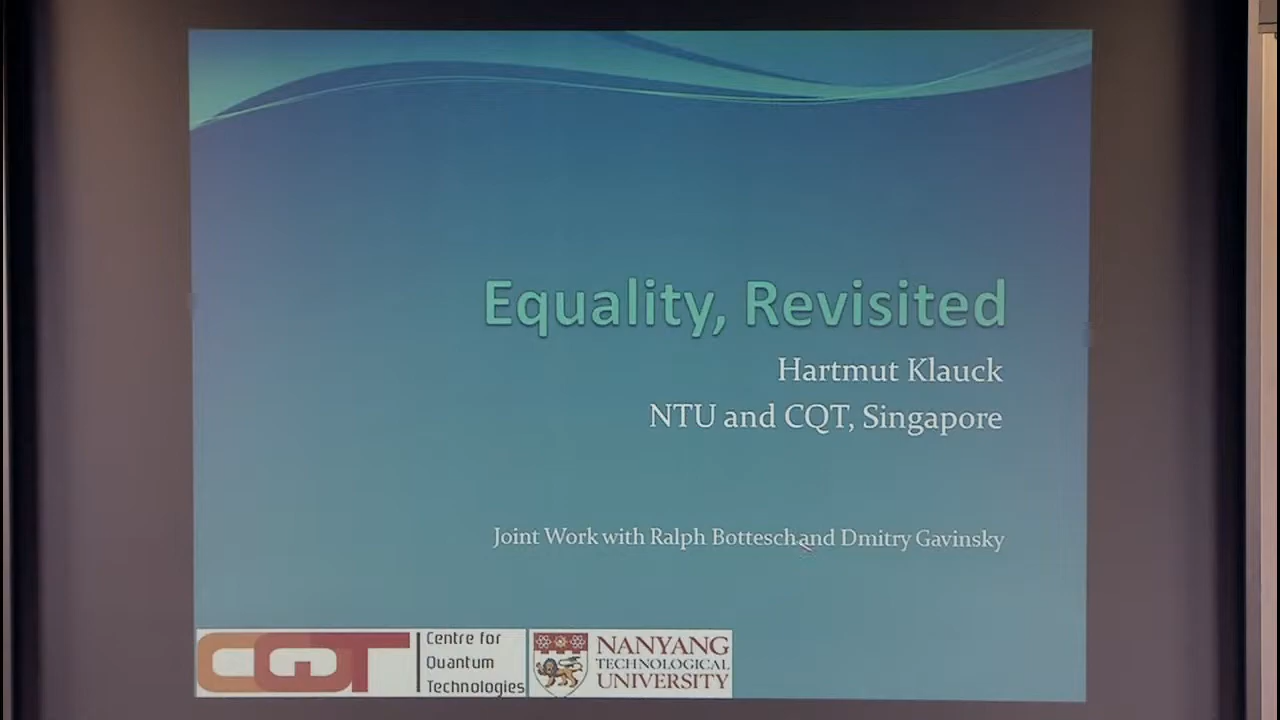 Equality, Revisited
Hartmut Klauck
NTU and CQT, Singapore
Joint Work with Ralph Bottesch and Dmitry Gavinsky
CQT
Centre for
Quantum
Technologies
NANYANG
TECHNOLOGICAL
UNIVERSITY